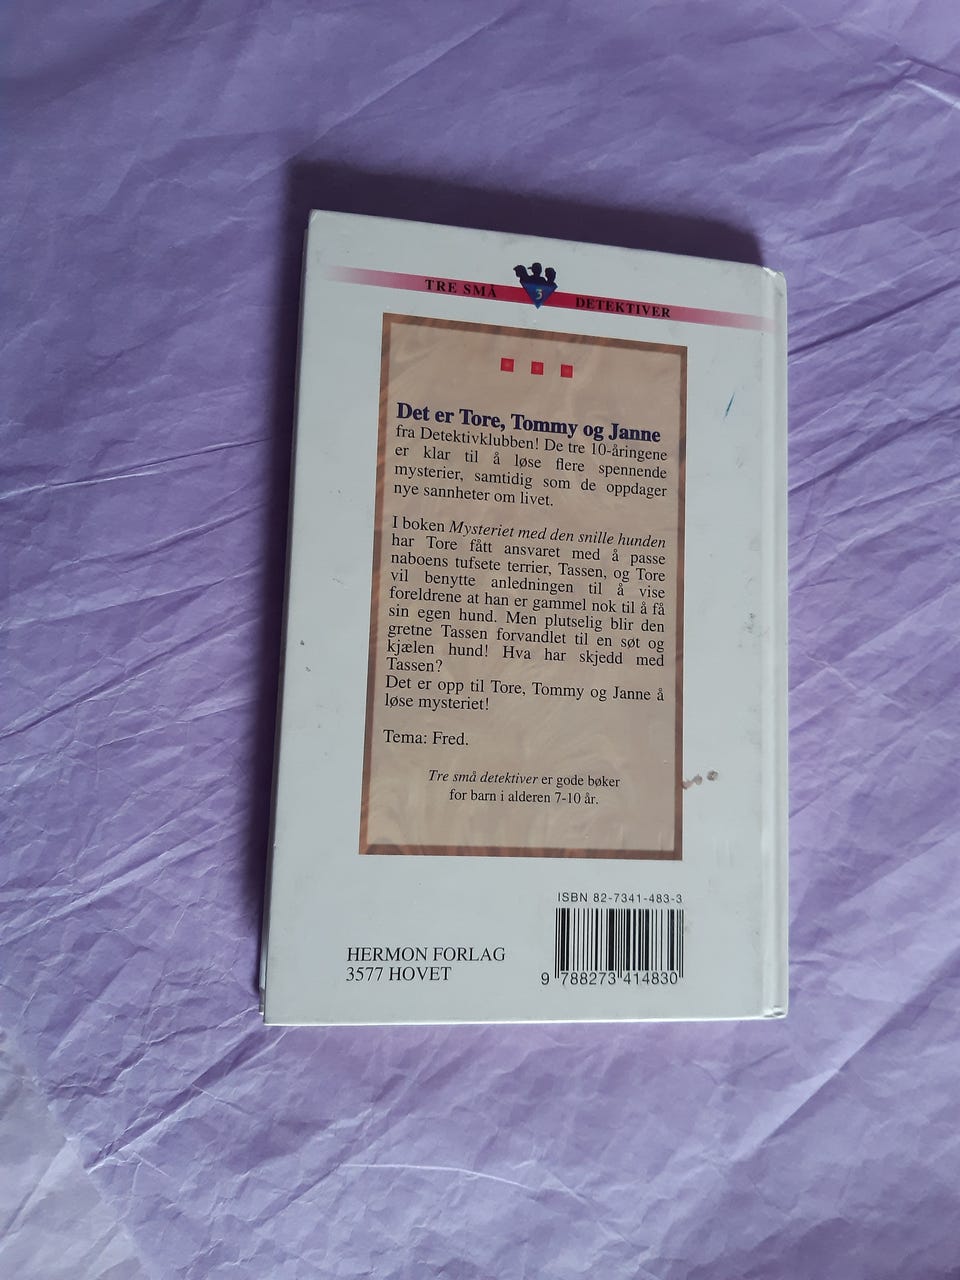 TRE SMÅ 3 DETEKTIVER
Det er Tore, Tommy og Janne
fra Detektivklubben! De tre 10-åringene
er klar til å løse flere spennende
mysterier, samtidig som de oppdager
nye sannheter om livet.
I boken Mysteriet med den snille hunden
har Tore fått ansvaret med å passe
naboens tufsete terrier, Tassen, og Tore
vil benytte anledningen til å vise
foreldrene at han er gammel nok til å få
sin egen hund. Men plutselig blir den
gretne Tassen forvandlet til en søt og
kjælen hund! Hva har skjedd med
Tassen?
Det er opp til Tore, Tommy og Janne å
løse mysteriet!
Tema: Fred.
Tre små detektiver er gode bøker
for barn i alderen 7-10 år.
ISBN 82-7341-483-3
HERMON FORLAG
3577 HOVET
9 788273 414830